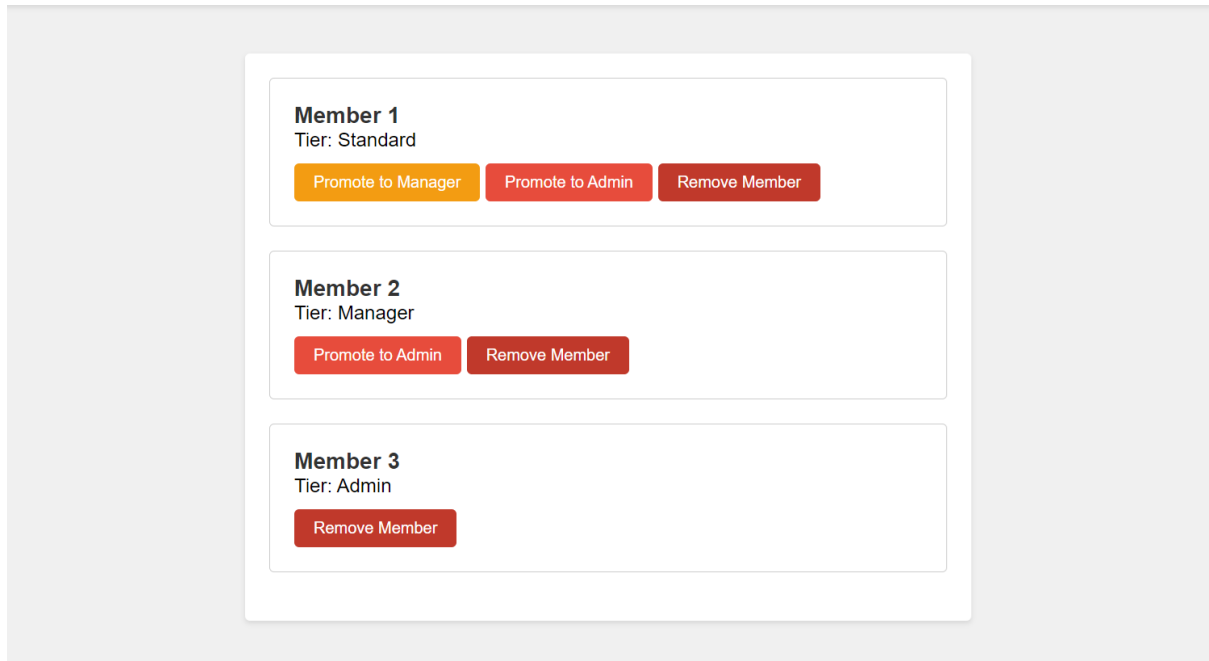 Member 1
Tier: Standard
Promote to Manager Promote to Admin Remove Member
Member 2
Tier: Manager
Promote to Admin Remove Member
Member 3
Tier: Admin
Remove Member